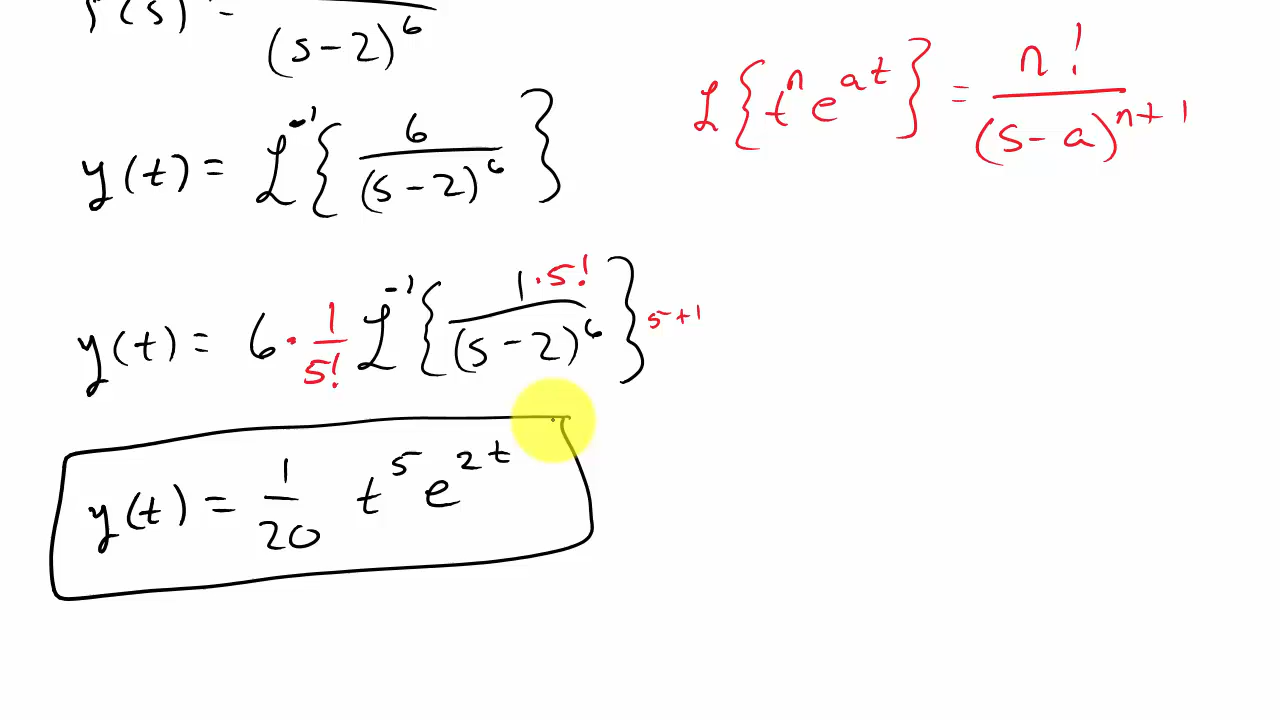 (s-2)^6
L{t^n e^{at}} = n!/(s-a)^{n+1}
y(t) = L^{-1}{6/(s-2)^6}
y(t) = 6 · 1/5! L^{-1}{1·5!/(s-2)^6} 5+1
y(t) = 1/20 t^5 e^{2t}